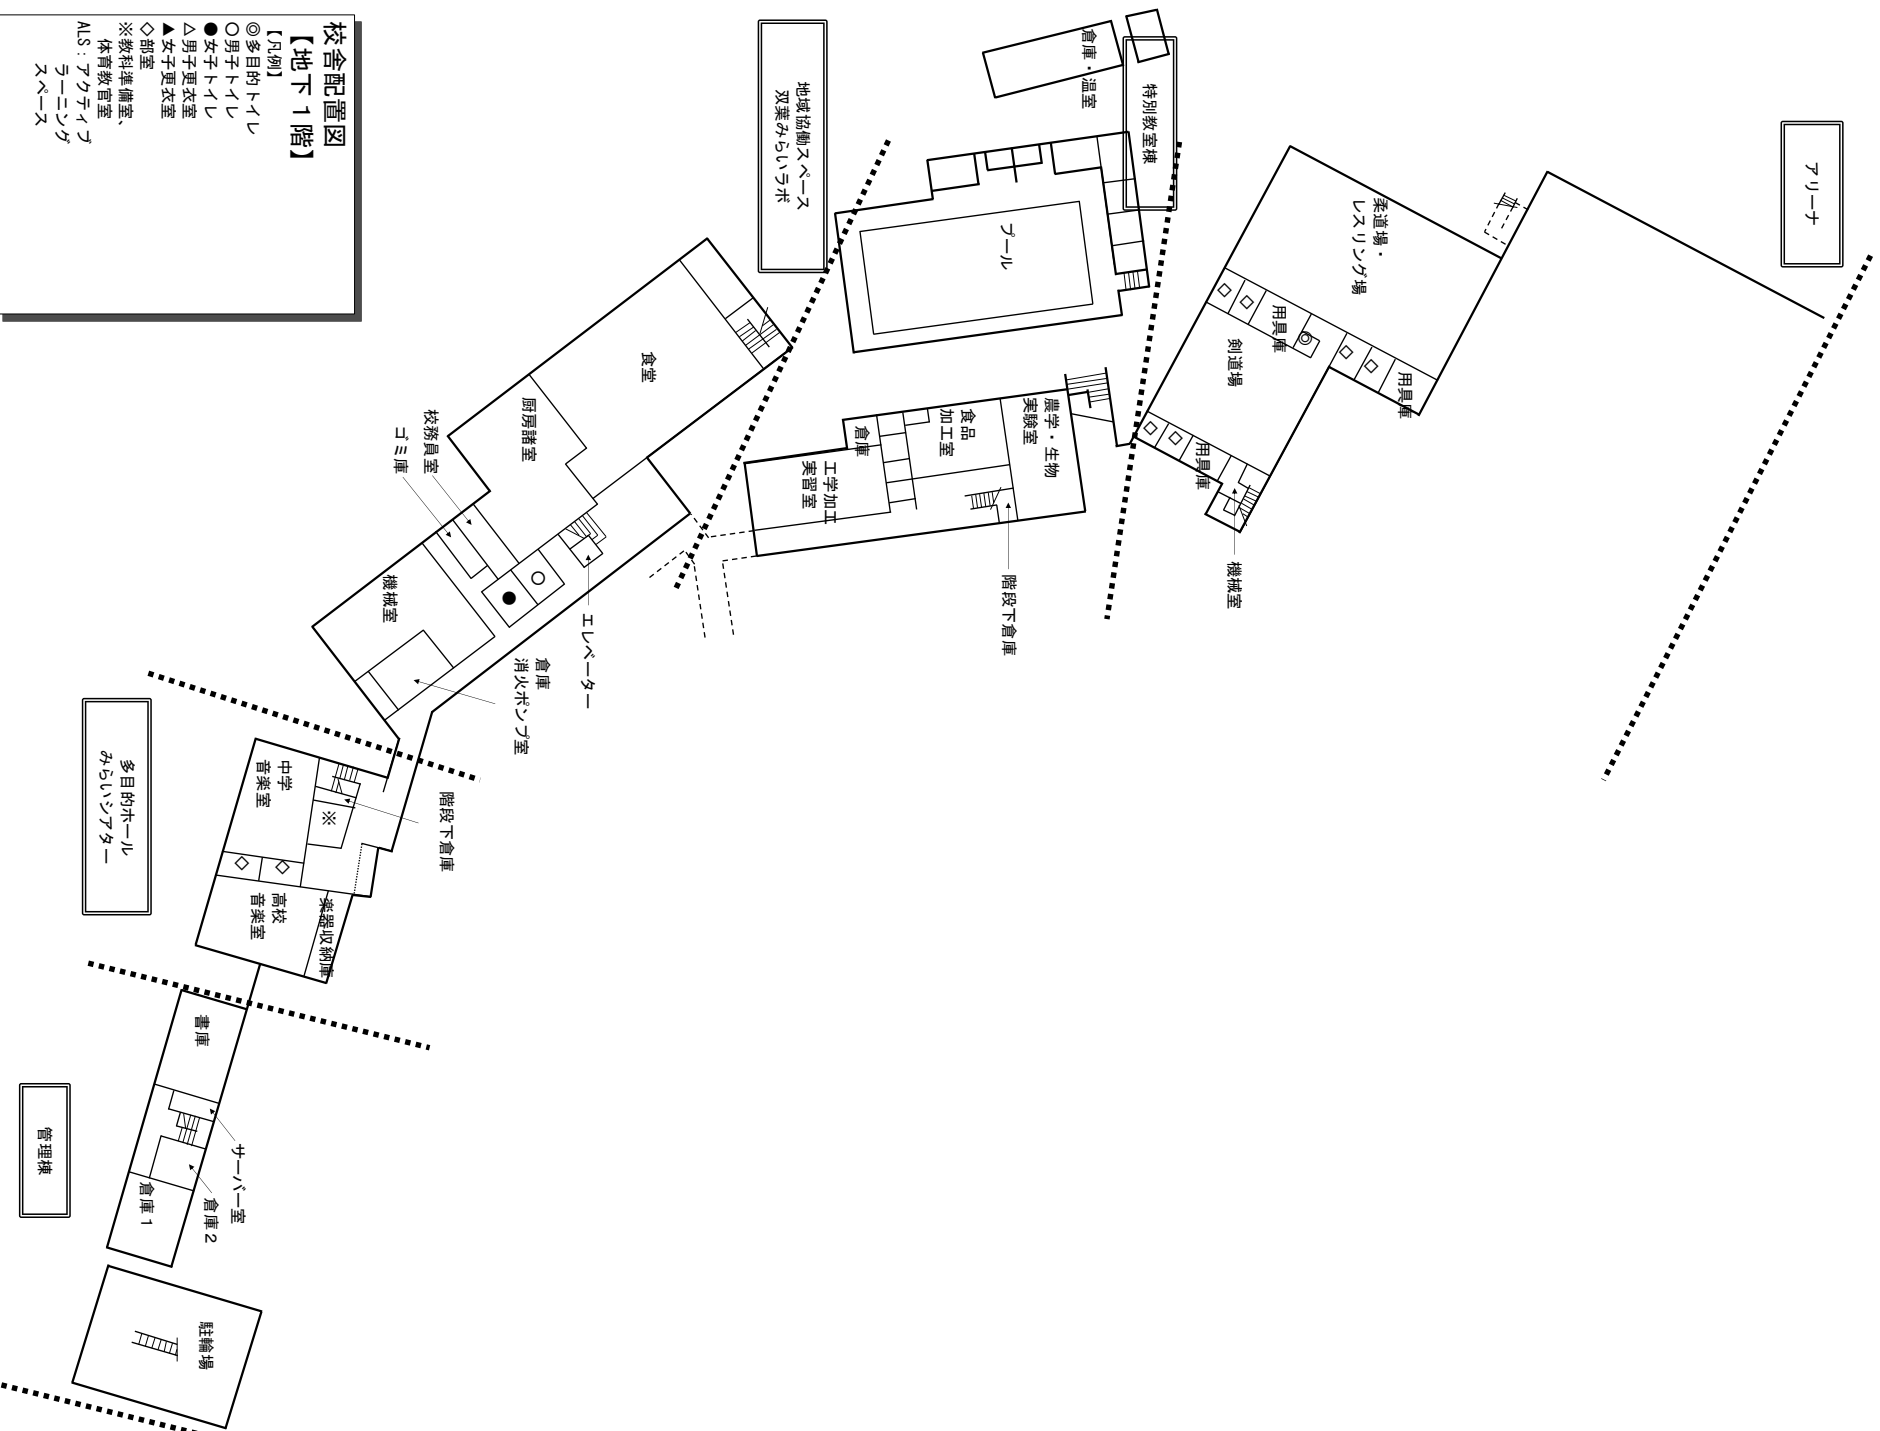 校舎配置図
【地下１階】
【凡例】
◎多目的トイレ
○男子トイレ
●女子トイレ
△男子更衣室
▲女子更衣室
◇部室
※教科準備室、
体育教官室
ALS：アクティブ
ラーニング
スペース
アリーナ
特別教室棟
地域協働スペース
双葉みらいラボ
多目的ホール
みらいシアター
管理棟
柔道場・
レスリング場
用具庫
用具庫
剣道場
用具庫
機械室
倉庫・温室
プール
農学・生物
実験室
食品
加工室
倉庫
工学加工
実習室
階段下倉庫
食堂
厨房諸室
校務員室
ゴミ庫
機械室
エレベーター
倉庫
消火ポンプ室
中学
音楽室
※
階段下倉庫
高校
音楽室
楽器収納庫
書庫
サーバー室
倉庫２
倉庫１
駐輪場